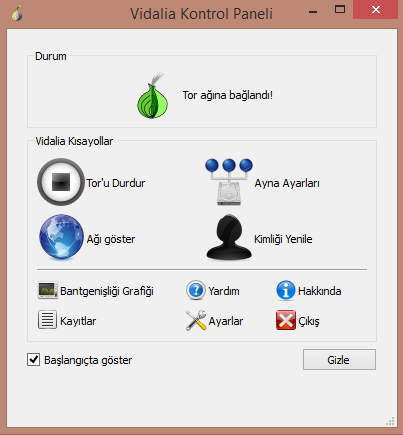 Vidalia Kontrol Paneli
Durum
Tor ağına bağlandı!
Vidalia Kısayollar
Tor'u Durdur
Ayna Ayarları
Ağı göster
Kimliği Yenile
Bantgenişliği Grafiği
Yardım
Hakkında
Kayıtlar
Ayarlar
Çıkış
Başlangıçta göster
Gizle